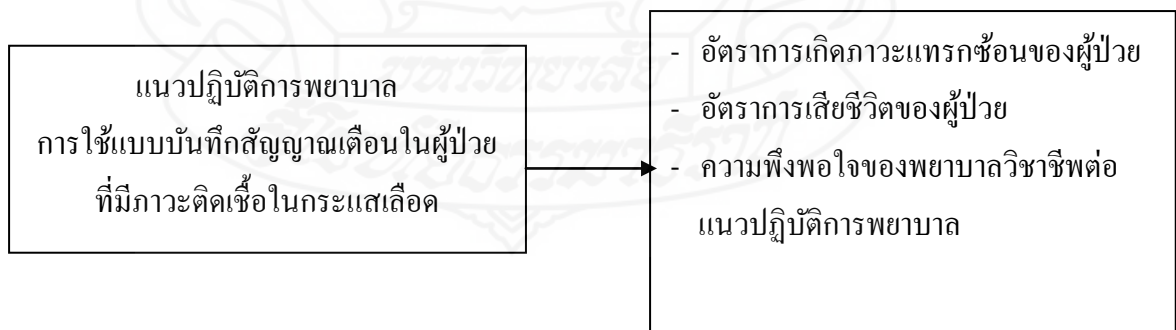 แนวปฏิบัติการพยาบาล
การใช้แบบบันทึกสัญญาณเตือนในผู้ป่วย
ที่มีภาวะติดเชื้อในกระแสเลือด
- อัตราการเกิดภาวะแทรกซ้อนของผู้ป่วย
- อัตราการเสียชีวิตของผู้ป่วย
- ความพึงพอใจของพยาบาลวิชาชีพต่อ
แนวปฏิบัติการพยาบาล